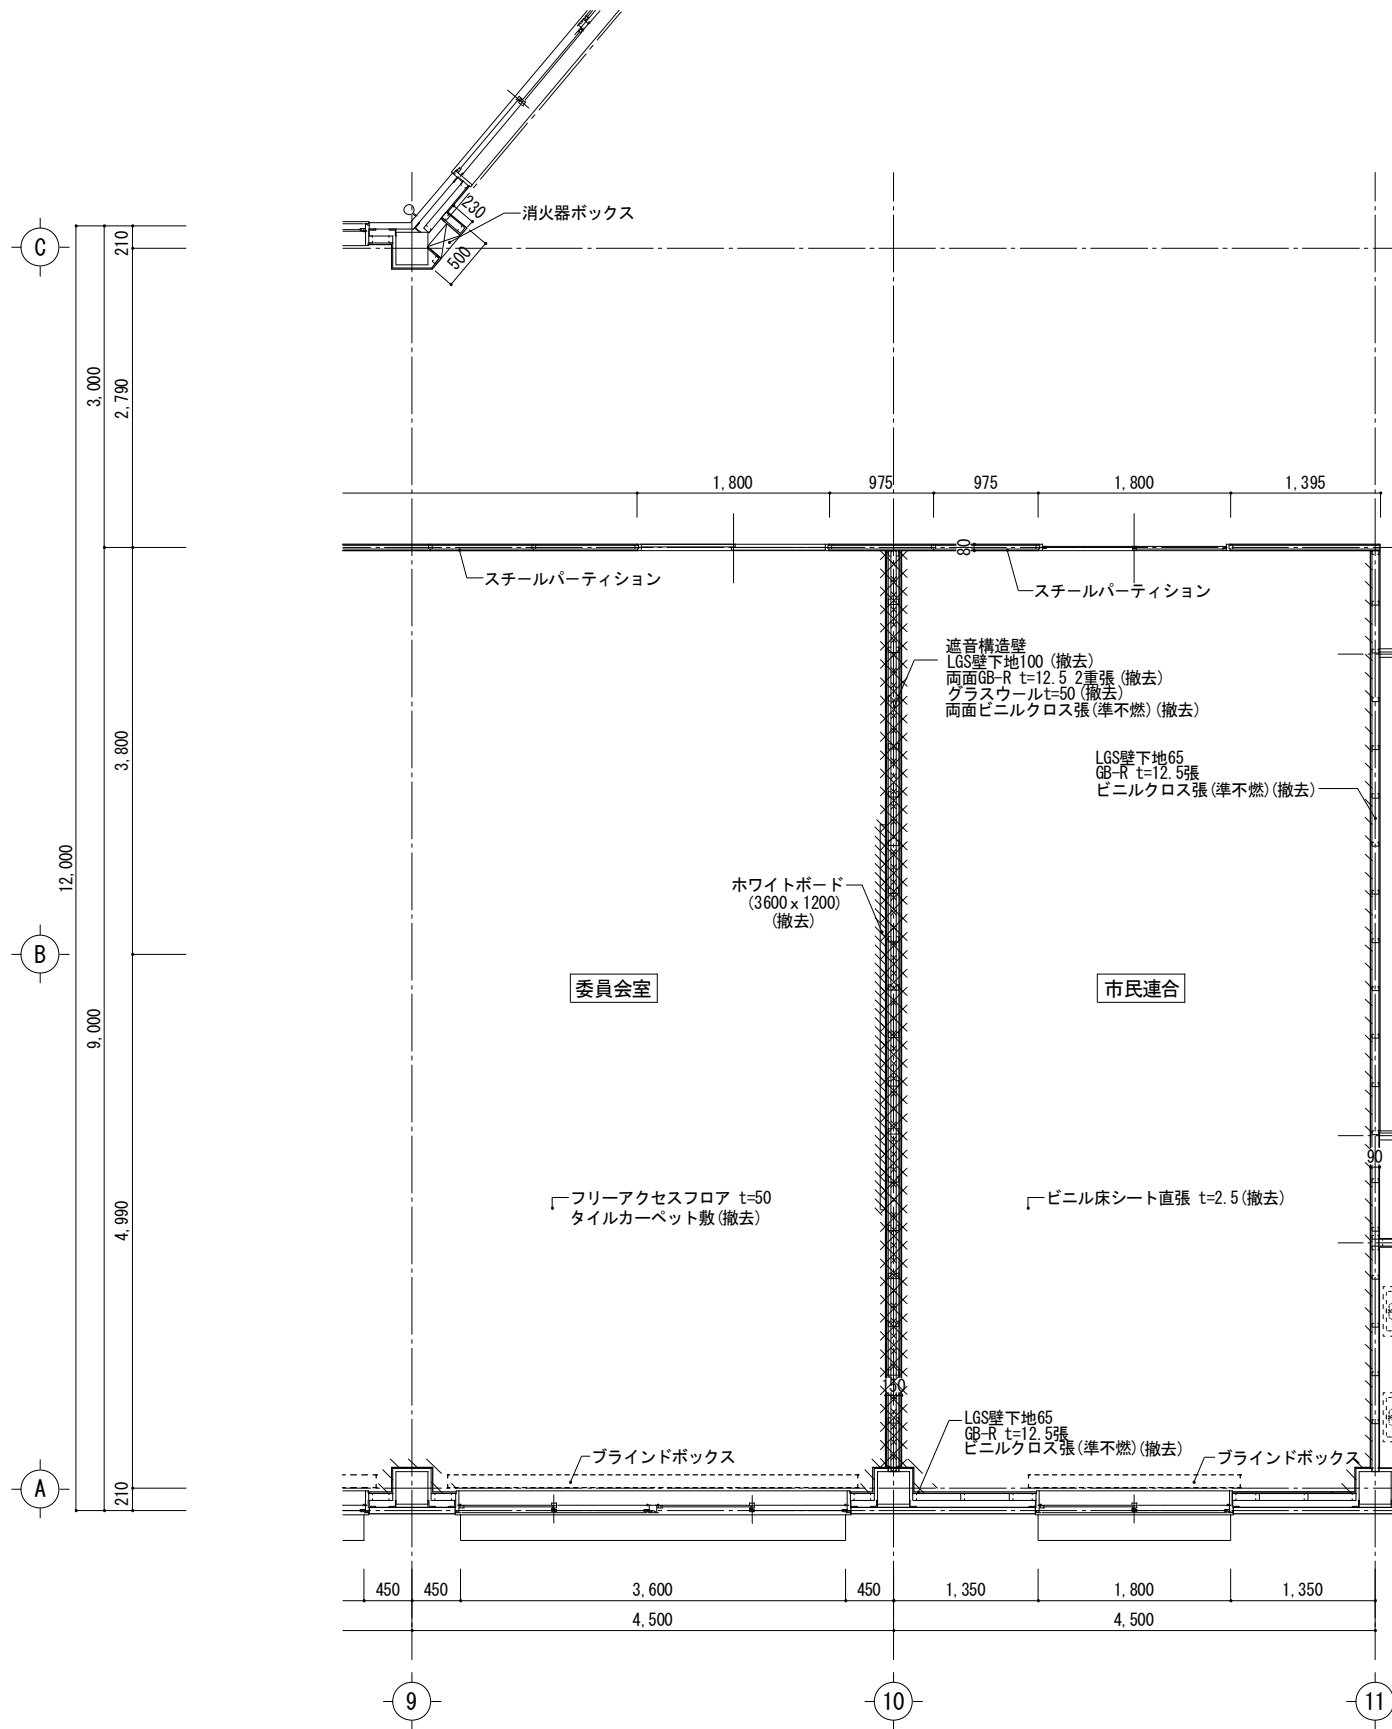 230
消火器ボックス
C
210
500
3,000
2,790
1,800
975
975
1,800
1,395
80
スチールパーティション
スチールパーティション
遮音構造壁
LGS壁下地100 (撤去)
両面GB-R t=12.5 2重張 (撤去)
グラスウールt=50 (撤去)
両面ビニルクロス張(準不燃)(撤去)
3,800
LGS壁下地65
GB-R t=12.5張
ビニルクロス張(準不燃)(撤去)
12,000
ホワイトボード
(3600x1200)
(撤去)
B
委員会室
市民連合
9,000
90
フリーアクセスフロア t=50
タイルカーペット敷(撤去)
ビニル床シート直張 t=2.5(撤去)
4,990
150
LGS壁下地65
GB-R t=12.5張
ビニルクロス張(準不燃)(撤去)
ブラインドボックス
ブラインドボックス
A
210
450
450
3,600
450
1,350
1,800
1,350
4,500
4,500
9
10
11